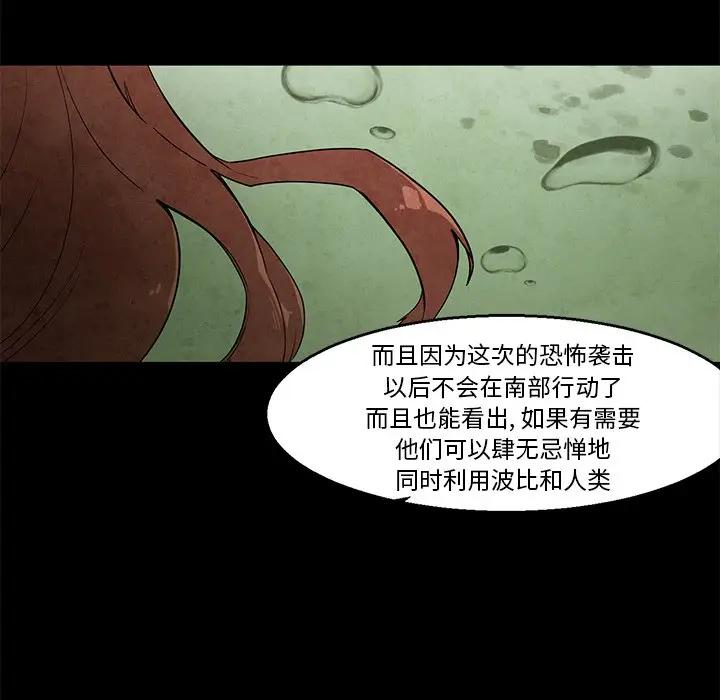 而且因为这次的恐怖袭击
以后不会在南部行动了
而且也能看出, 如果有需要
他们可以肆无忌惮地
同时利用波比和人类